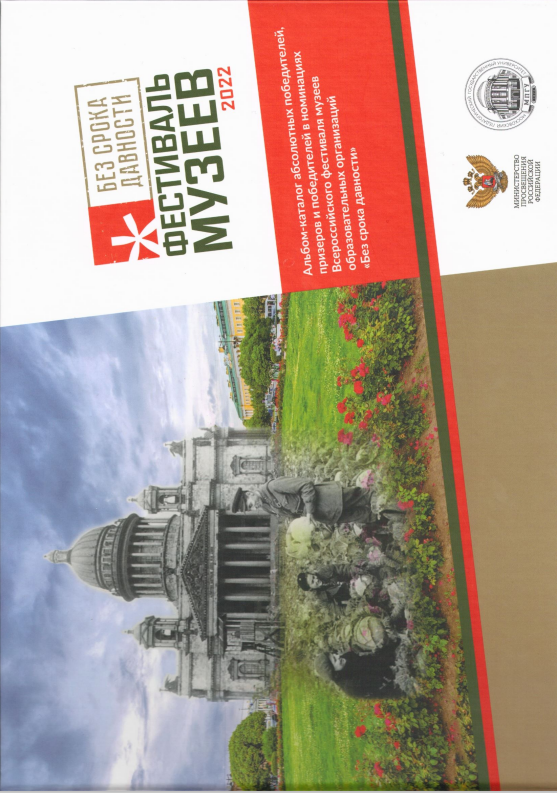 БЕЗ СРОКА
ДАВНОСТИ
ФЕСТИВАЛЬ
МУЗЕЕВ
2022
Альбом-каталог абсолютных победителей,
призеров и победителей в номинациях
Всероссийского фестиваля музеев
образовательных организаций
«Без срока давности»
МПГУ
МИНИСТЕРСТВО
ПРОСВЕЩЕНИЯ
РОССИЙСКОЙ
ФЕДЕРАЦИИ